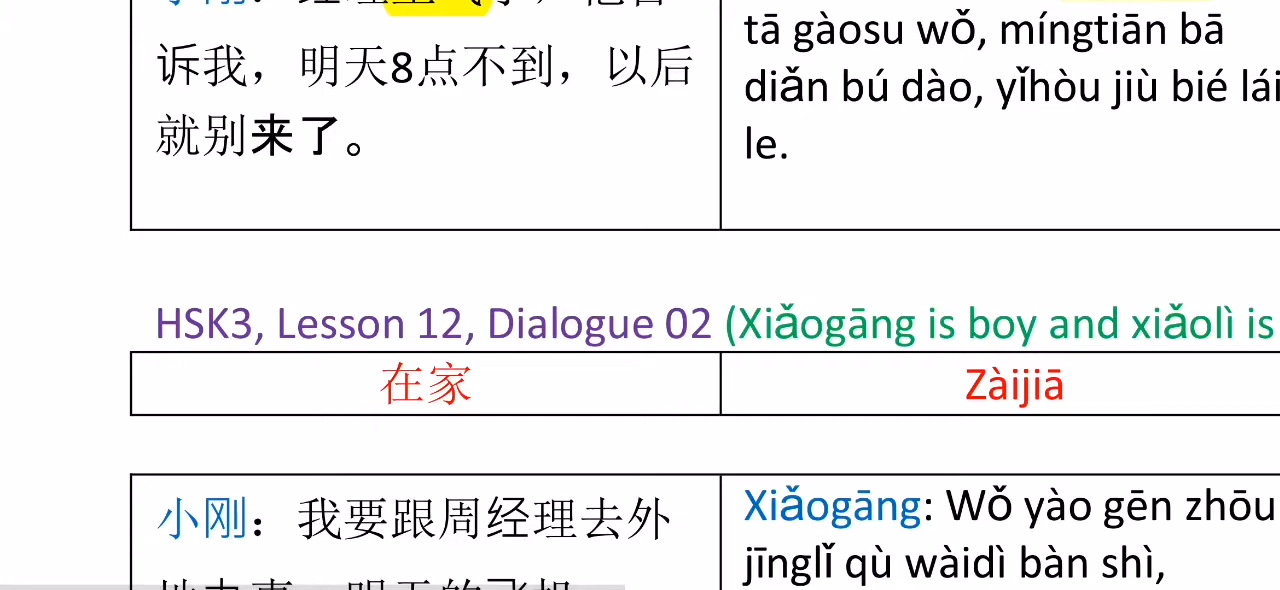 tā gàosu wǒ, míngtiān bā
诉我，明天8点不到，以后
diǎn bú dào, yǐhòu jiù bié lái
就别来了。
le.
HSK3, Lesson 12, Dialogue 02 (Xiǎogāng is boy and xiǎolì is
在家
Zàijiā
小刚：我要跟周经理去外
Xiǎogāng: Wǒ yào gēn zhōu
jīnglǐ qù wàidì bàn shì,